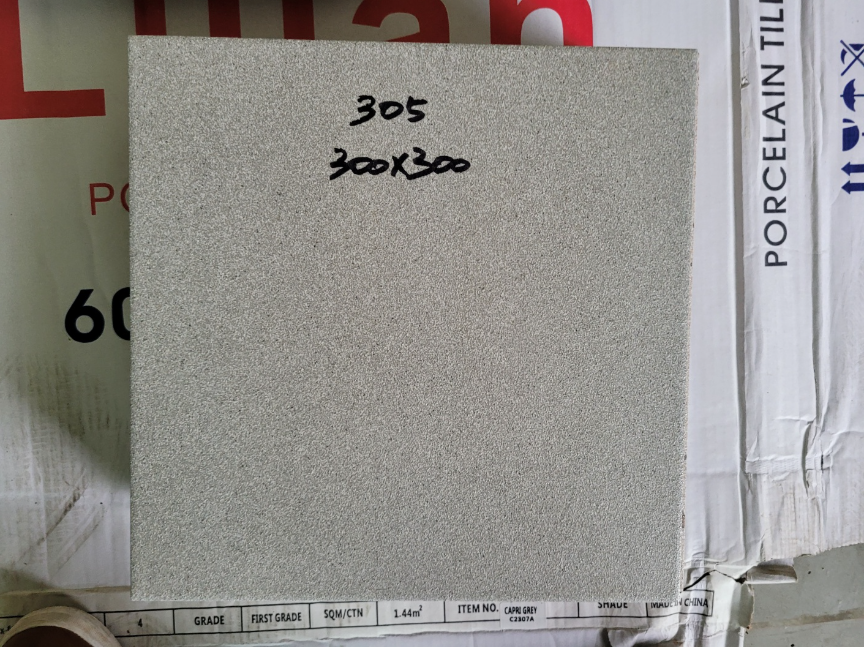 305
300x300
PORCELAIN TIL
60
4 GRADE FIRST GRADE SQM/CTN 1.44m² ITEM NO. CAPRI GREY C2307A SHADE MADE IN CHINA